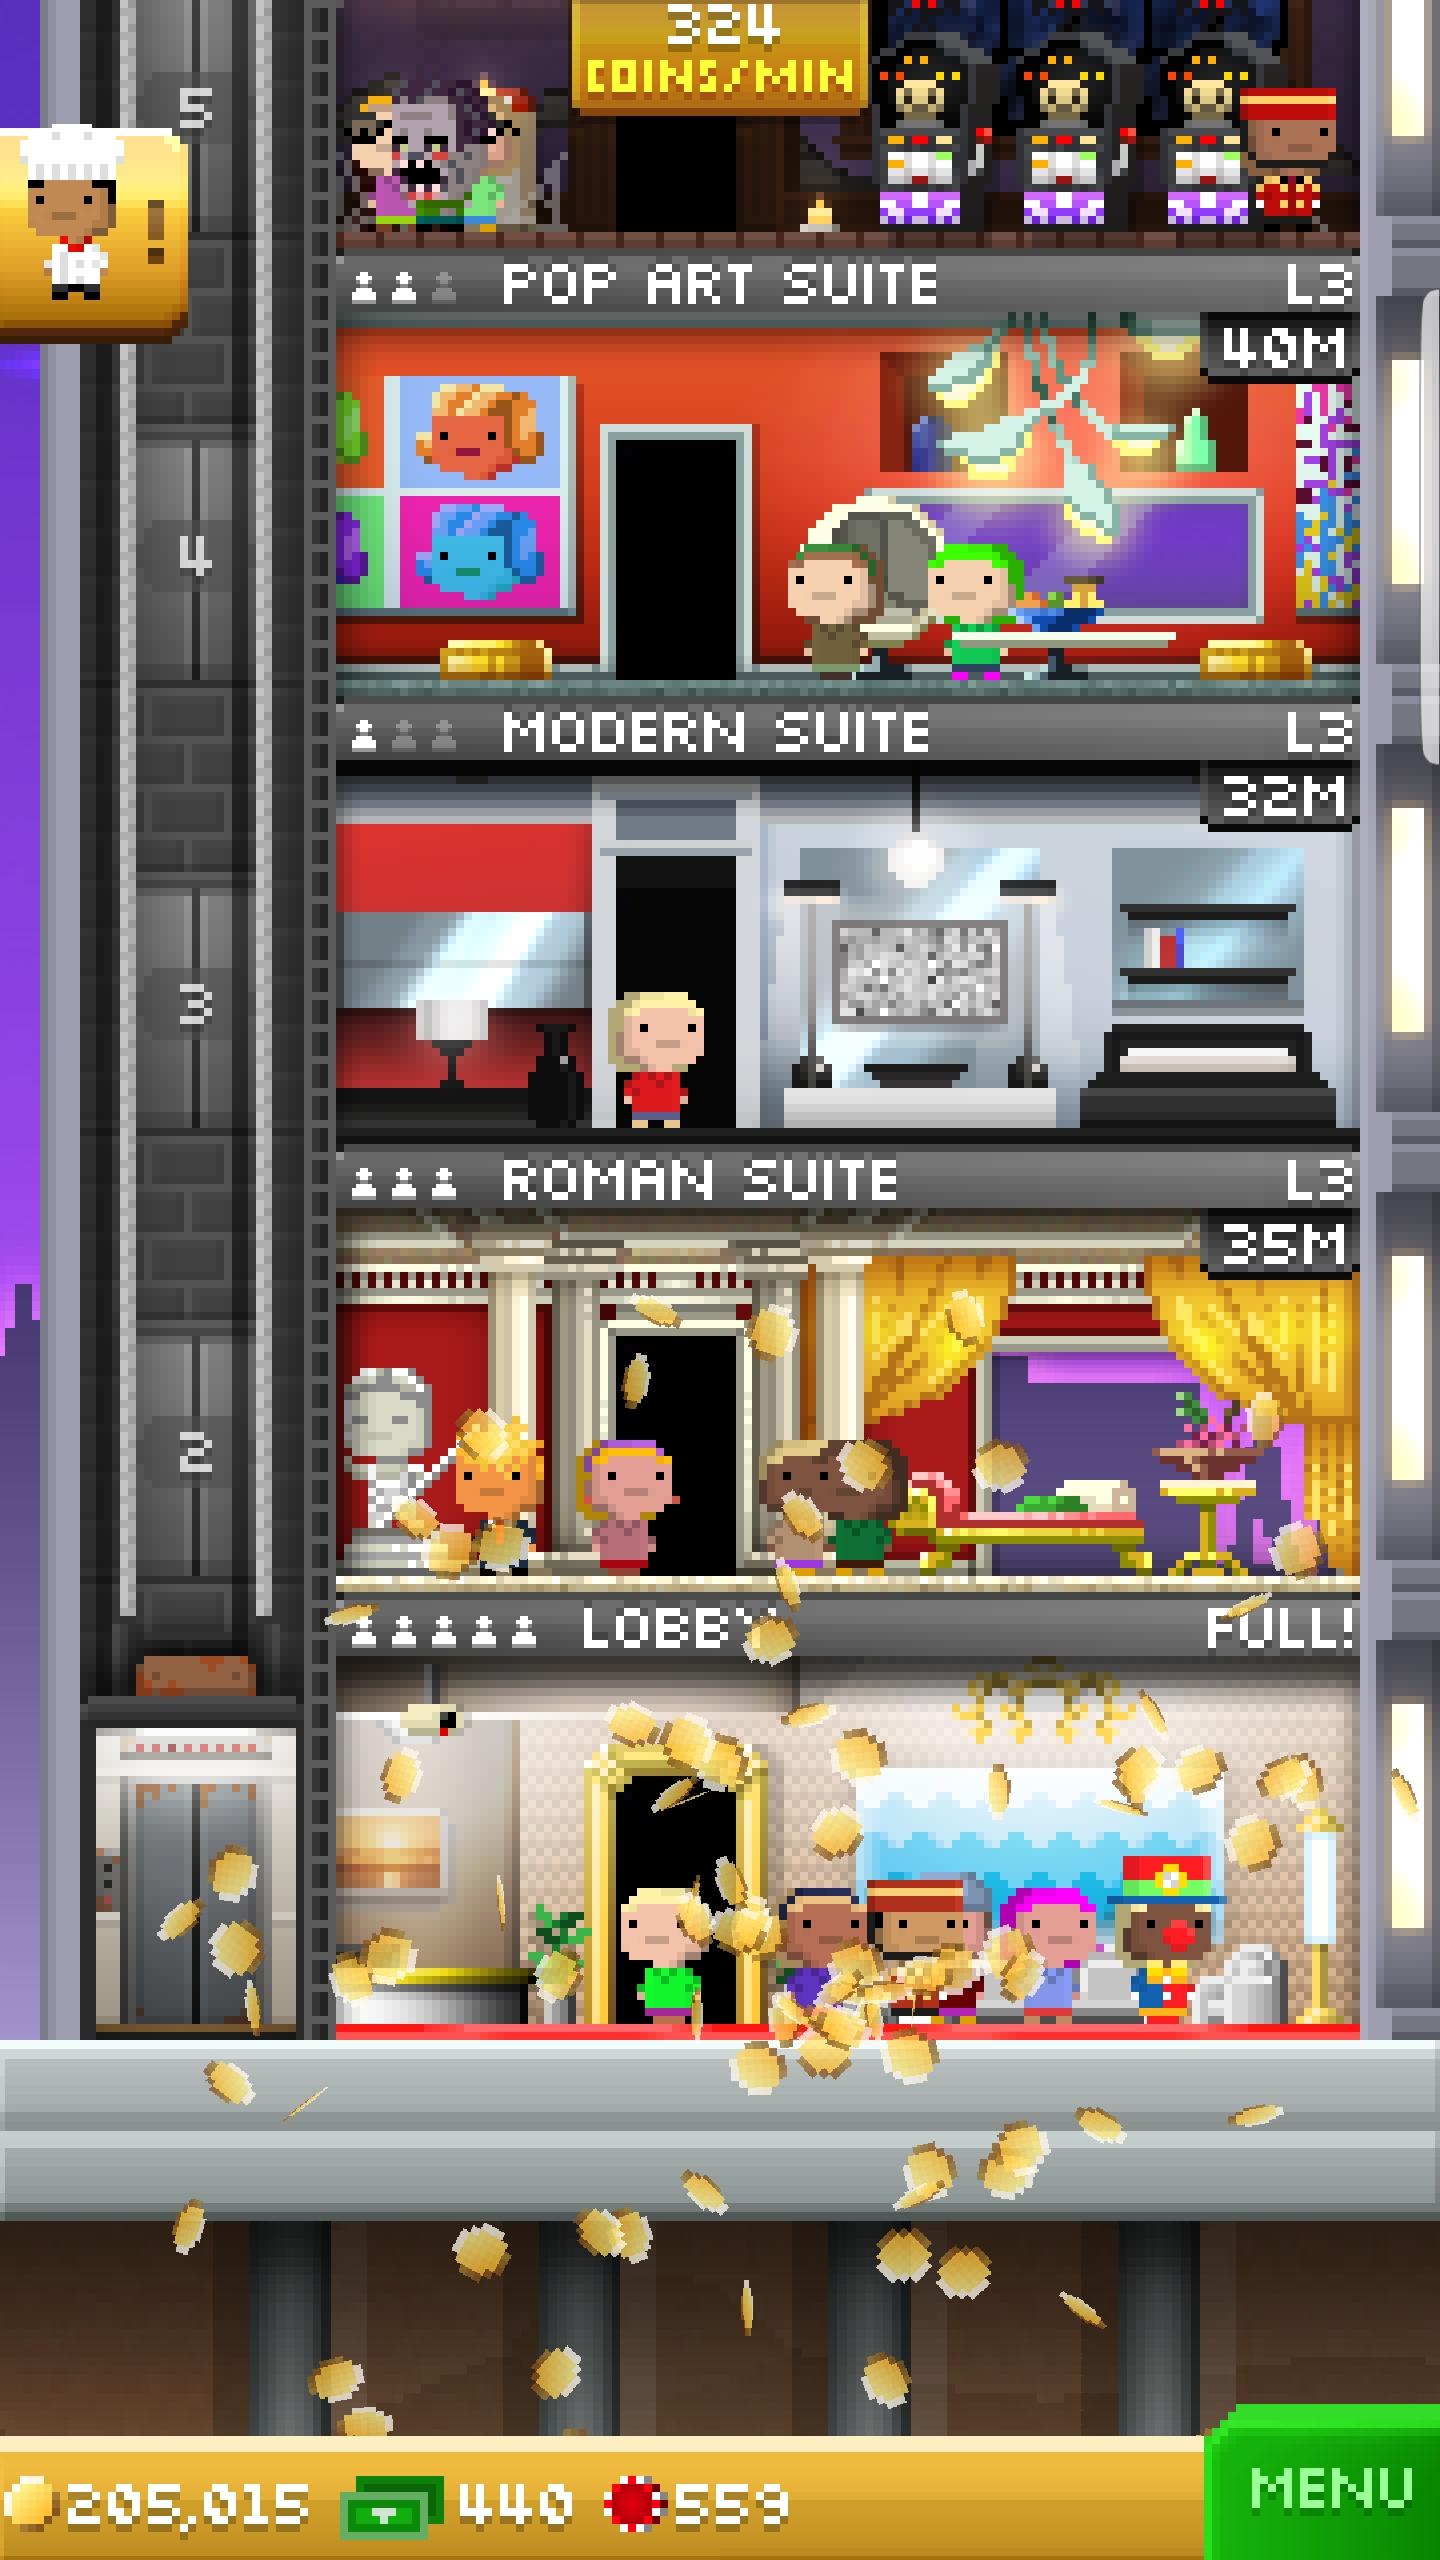 324
COINS/MIN
5
!
POP ART SUITE L3
40M
4
MODERN SUITE L3
32M
3
ROMAN SUITE L3
35M
2
LOBBY FULL!
205,015 440 559
MENU